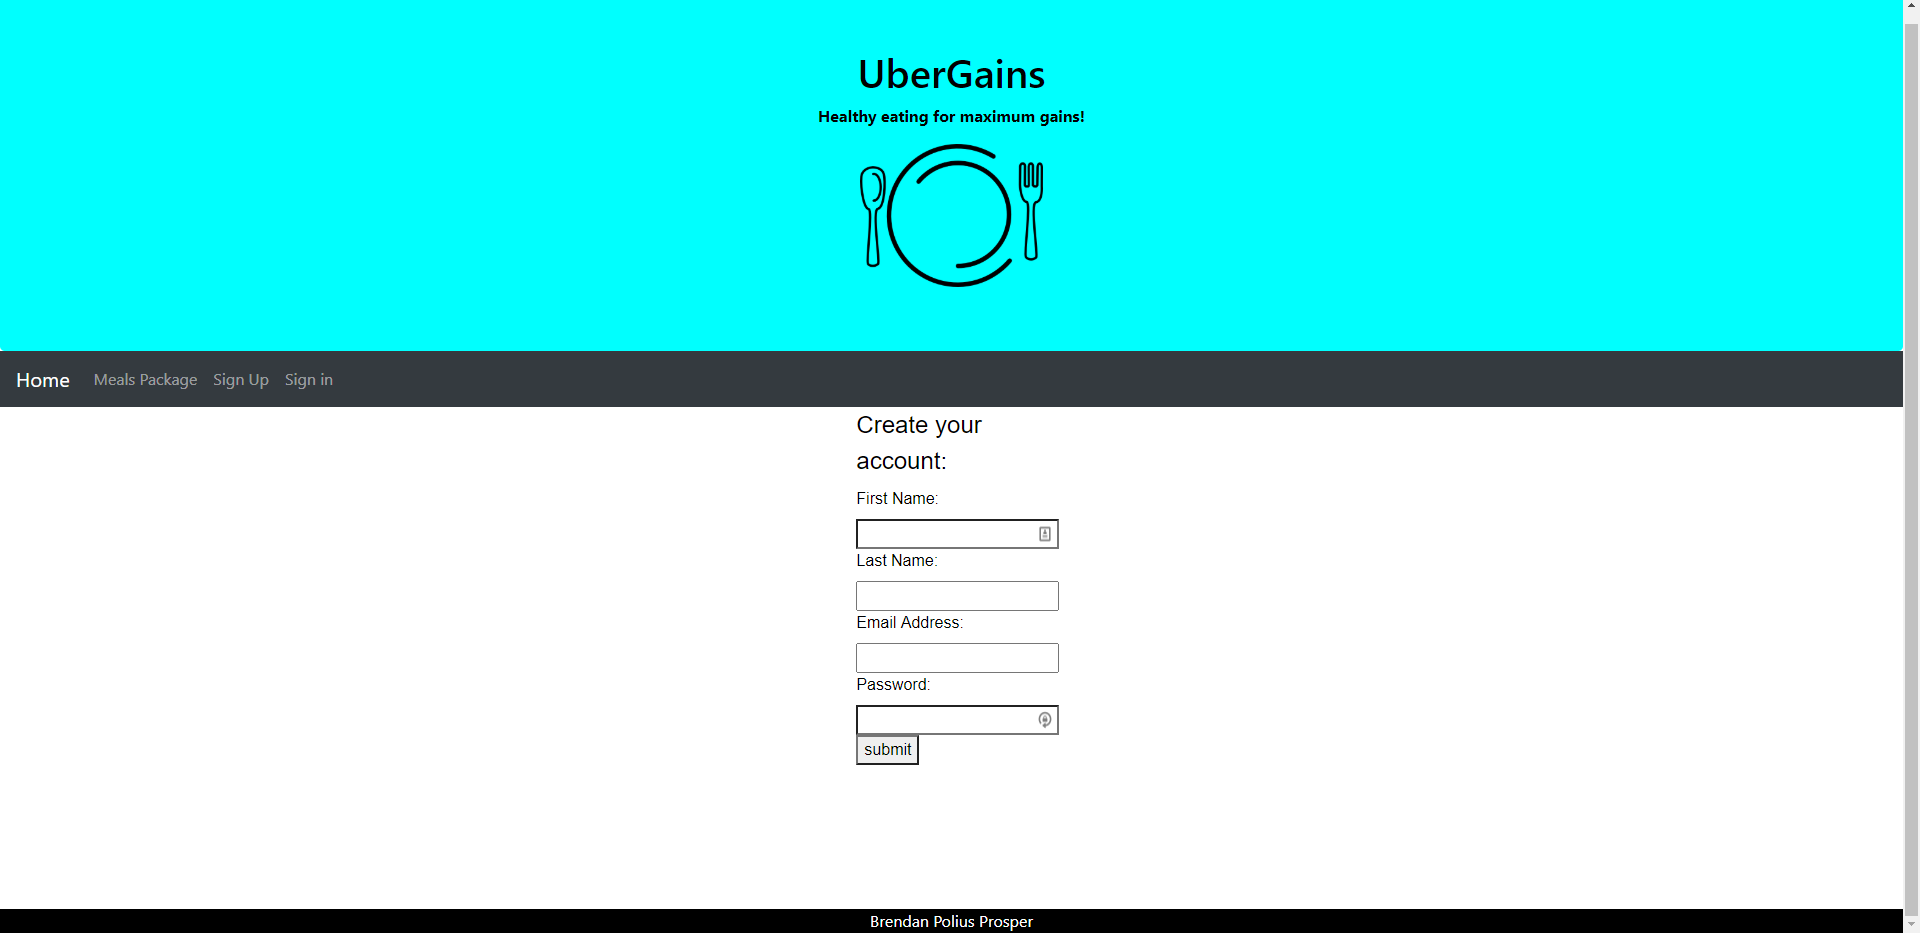 UberGains
Healthy eating for maximum gains!
Home Meals Package Sign Up Sign in
Create your
account:
First Name:
Last Name:
Email Address:
Password:
submit
Brendan Polius Prosper